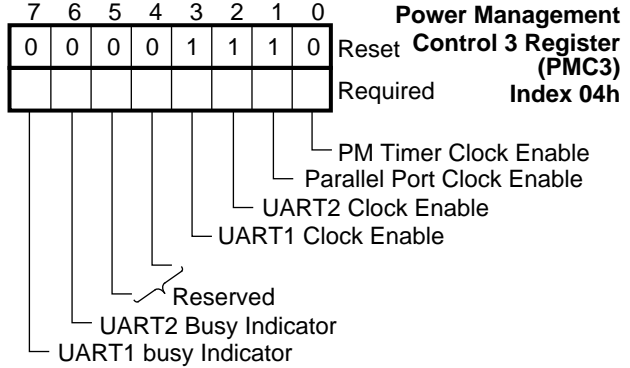 7 6 5 4 3 2 1 0
Power Management
0 0 0 0 1 1 1 0 Reset Control 3 Register
(PMC3)
Required Index 04h
PM Timer Clock Enable
Parallel Port Clock Enable
UART2 Clock Enable
UART1 Clock Enable
Reserved
UART2 Busy Indicator
UART1 busy Indicator